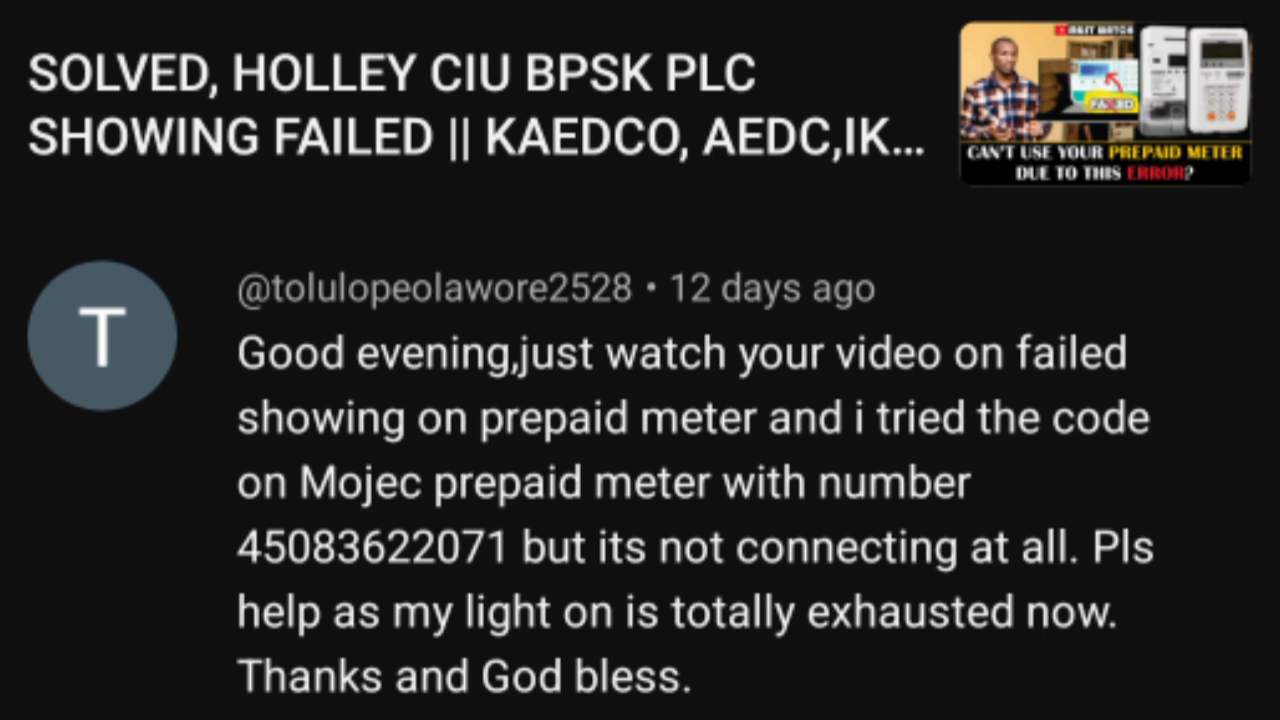 SOLVED, HOLLEY CIU BPSK PLC
SHOWING FAILED || KAEDCO, AEDC,IK...
FAILED
CAN'T USE YOUR PREPAID METER
DUE TO THIS ERROR?
T
@tolulopeolawore2528 • 12 days ago
Good evening,just watch your video on failed
showing on prepaid meter and i tried the code
on Mojec prepaid meter with number
45083622071 but its not connecting at all. Pls
help as my light on is totally exhausted now.
Thanks and God bless.